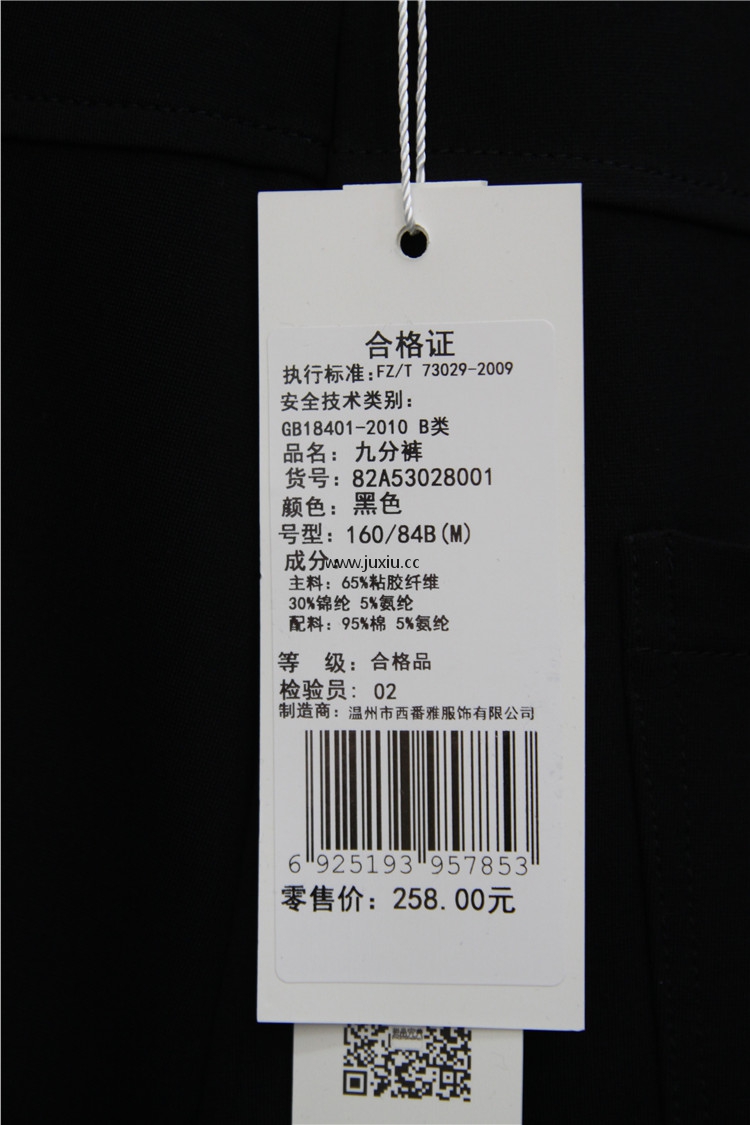 合格证
执行标准:FZ/T 73029-2009
安全技术类别:
GB18401-2010 B类
品名: 九分裤
货号: 82A53028001
颜色: 黑色
号型: 160/84B(M)
成分
www.juxiu.cc
主料: 65%粘胶纤维
30%锦纶 5%氨纶
配料: 95%棉 5%氨纶
等 级: 合格品
检验员: 02
制造商: 温州市西番雅服饰有限公司
6 925193 957853
零售价: 258.00元